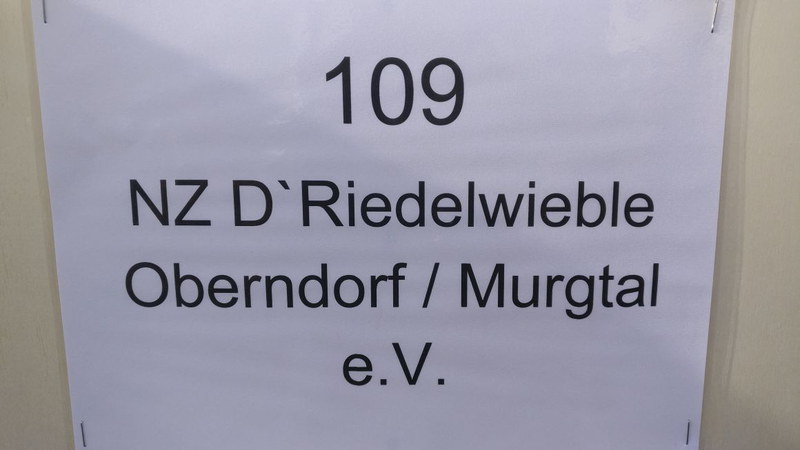 109
NZ D`Riedelwieble
Oberndorf / Murgtal
e.V.